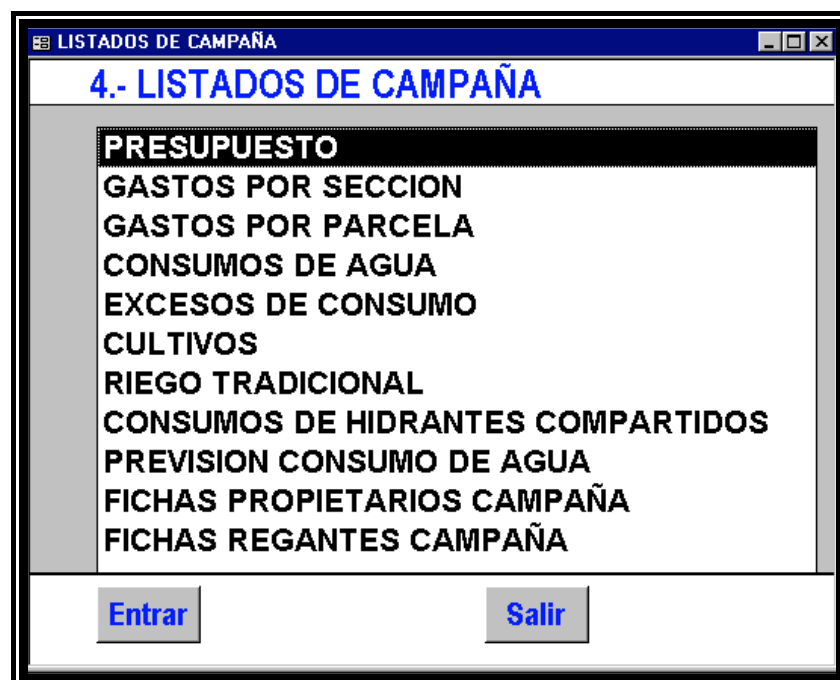 LISTADOS DE CAMPAÑA
4.- LISTADOS DE CAMPAÑA
PRESUPUESTO
GASTOS POR SECCION
GASTOS POR PARCELA
CONSUMOS DE AGUA
EXCESOS DE CONSUMO
CULTIVOS
RIEGO TRADICIONAL
CONSUMOS DE HIDRANTES COMPARTIDOS
PREVISION CONSUMO DE AGUA
FICHAS PROPIETARIOS CAMPAÑA
FICHAS REGANTES CAMPAÑA
Entrar Salir